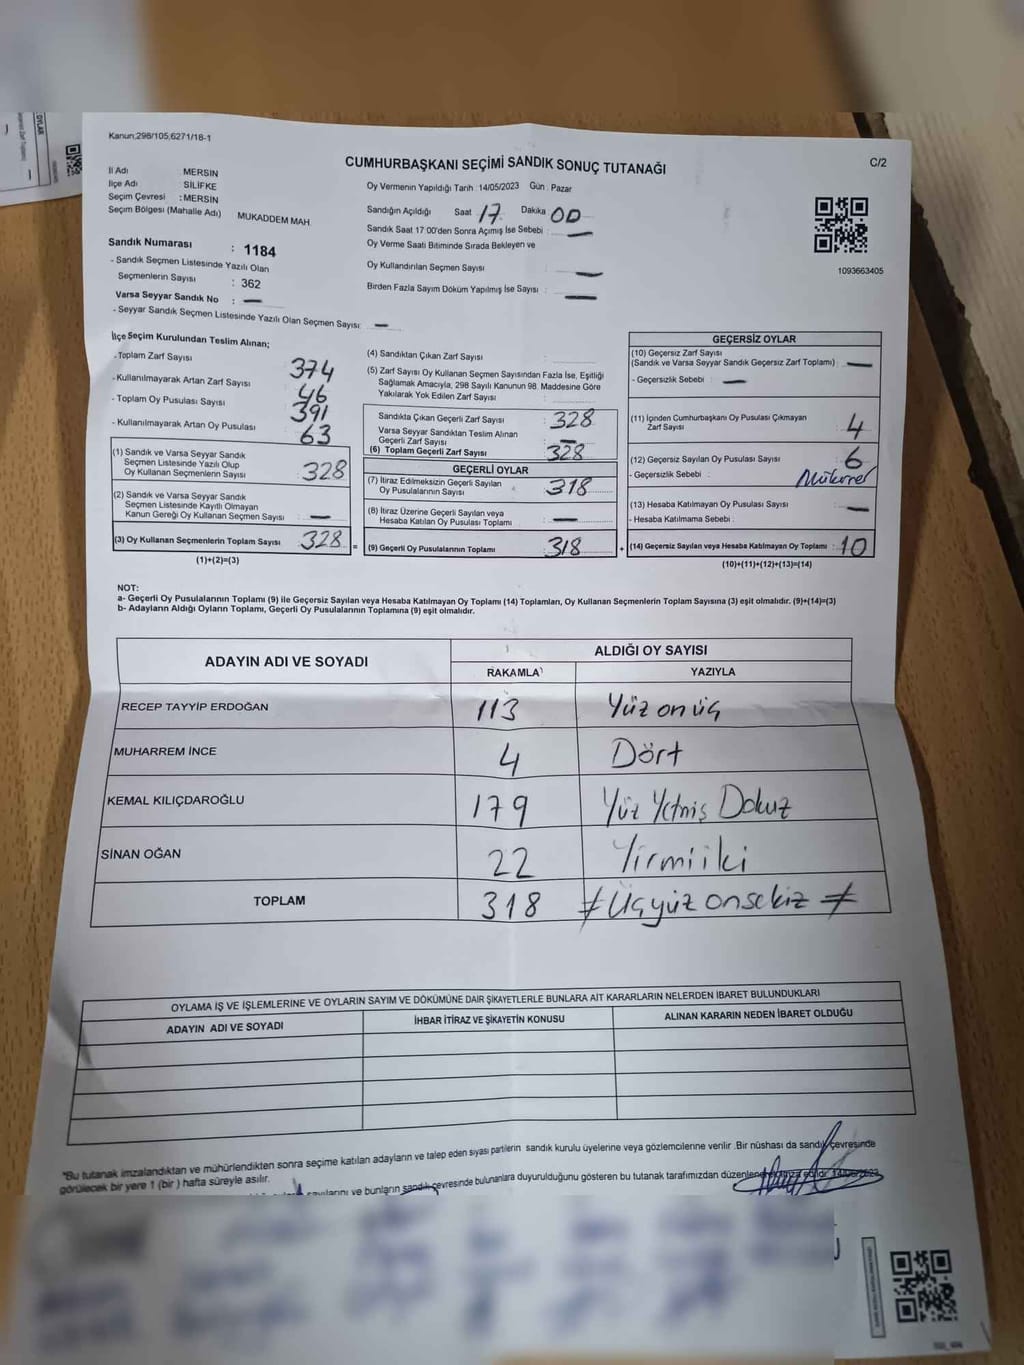 Kanun;298/105,6271/18-1
CUMHURBAŞKANI SEÇİMİ SANDIK SONUÇ TUTANAĞI
C/2
İl Adı MERSİN
İlçe Adı SİLİFKE
Seçim Çevresi : MERSİN
Seçim Bölgesi (Mahalle Adı) MUKADDEM MAH.
Sandık Numarası : 1184
- Sandık Seçmen Listesinde Yazılı Olan
Seçmenlerin Sayısı : 362
Varsa Seyyar Sandık No : —
- Seyyar Sandık Seçmen Listesinde Yazılı Olan Seçmen Sayısı: —
Oy Vermenin Yapıldığı Tarih 14/05/2023 Gün Pazar
Sandığın Açıldığı Saat 17 Dakika 00
Sandık Saat 17 00'den Sonra Açımış İse Sebebi : —
Oy Verme Saati Bitiminde Sırada Bekleyen ve
Oy Kullandırılan Seçmen Sayısı : —
Birden Fazla Sayım Döküm Yapılmış İse Sayısı : —
1093663405
İlçe Seçim Kurulundan Teslim Alınan;
-Toplam Zarf Sayısı 374
-Kullanılmayarak Artan Zarf Sayısı 46
- Toplam Oy Pusulası Sayısı 391
- Kullanılmayarak Artan Oy Pusulası 63
(1) Sandık ve Varsa Seyyar Sandık
Seçmen Listesinde Yazılı Olup
Oy Kullanan Seçmenlerin Sayısı : 328
(2) Sandık ve Varsa Seyyar Sandık
Seçmen Listesinde Kayıtlı Olmayan
Kanun Gereği Oy Kullanan Seçmen Sayısı : —
(3) Oy Kullanan Seçmenlerin Toplam Sayısı : 328
(1)+(2)=(3)
(4) Sandıktan Çıkan Zarf Sayısı :
(5) Zarf Sayısı Oy Kullanan Seçmen Sayısından Fazla İse, Eşitliği
Sağlamak Amacıyla, 298 Sayılı Kanunun 98. Maddesine Göre
Yakılarak Yok Edilen Zarf Sayısı :
Sandıkta Çıkan Geçerli Zarf Sayısı : 328
Varsa Seyyar Sandıktan Teslim Alınan
Geçerli Zarf Sayısı : —
(6) Toplam Geçerli Zarf Sayısı : 328
GEÇERLİ OYLAR
(7) İtiraz Edilmeksizin Geçerli Sayılan
Oy Pusulalarının Sayısı : 318
(8) İtiraz Üzerine Geçerli Sayılan veya
Hesaba Katılan Oy Pusulası Toplamı : —
= (9) Geçerli Oy Pusulalarının Toplamı : 318
GEÇERSİZ OYLAR
(10) Geçersiz Zarf Sayısı
(Sandık ve Varsa Seyyar Sandık Geçersiz Zarf Toplamı) : —
- Geçersizlik Sebebi : —
(11) İçinden Cumhurbaşkanı Oy Pusulası Çıkmayan
Zarf Sayısı : 4
(12) Geçersiz Sayılan Oy Pusulası Sayısı : 6
- Geçersizlik Sebebi : Mükerrer
(13) Hesaba Katılmayan Oy Pusulası Sayısı : —
- Hesaba Katılmama Sebebi :
+ (14) Geçersiz Sayılan veya Hesaba Katılmayan Oy Toplamı : 10
(10)+(11)+(12)+(13)=(14)
NOT:
a- Geçerli Oy Pusulalarının Toplamı (9) ile Geçersiz Sayılan veya Hesaba Katılmayan Oy Toplamı (14) Toplamları, Oy Kullanan Seçmenlerin Toplam Sayısına (3) eşit olmalıdır. (9)+(14)=(3)
b- Adayların Aldığı Oyların Toplamı, Geçerli Oy Pusulalarının Toplamına (9) eşit olmalıdır.
ADAYIN ADI VE SOYADI
ALDIĞI OY SAYISI
RAKAMLA YAZIYLA
RECEP TAYYİP ERDOĞAN 113 Yüz onüç
MUHARREM İNCE 4 Dört
KEMAL KILIÇDAROĞLU 179 Yüz Yetmiş Dokuz
SİNAN OĞAN 22 Yirmiiki
TOPLAM 318 # Üçyüz onsekiz #
OYLAMA İŞ VE İŞLEMLERİNE VE OYLARIN SAYIM VE DÖKÜMÜNE DAİR ŞİKAYETLERLE BUNLARA AİT KARARLARIN NELERDEN İBARET BULUNDUKLARI
ADAYIN ADI VE SOYADI
İHBAR İTİRAZ VE ŞİKAYETİN KONUSU
ALINAN KARARIN NEDEN İBARET OLDUĞU
"Bu tutanak imzalandıktan ve mühürlendikten sonra seçime katılan adayların ve talep eden siyasi partilerin sandık kurulu üyelerine veya gözlemcilerine verilir .Bir nüshası da sandık çevresinde
görülecek bir yere 1 (bir ) hafta süreyle asılır.
sayılarını ve bunların sandık çevresinde bulunanlara duyurulduğunu gösteren bu tutanak tarafımızdan